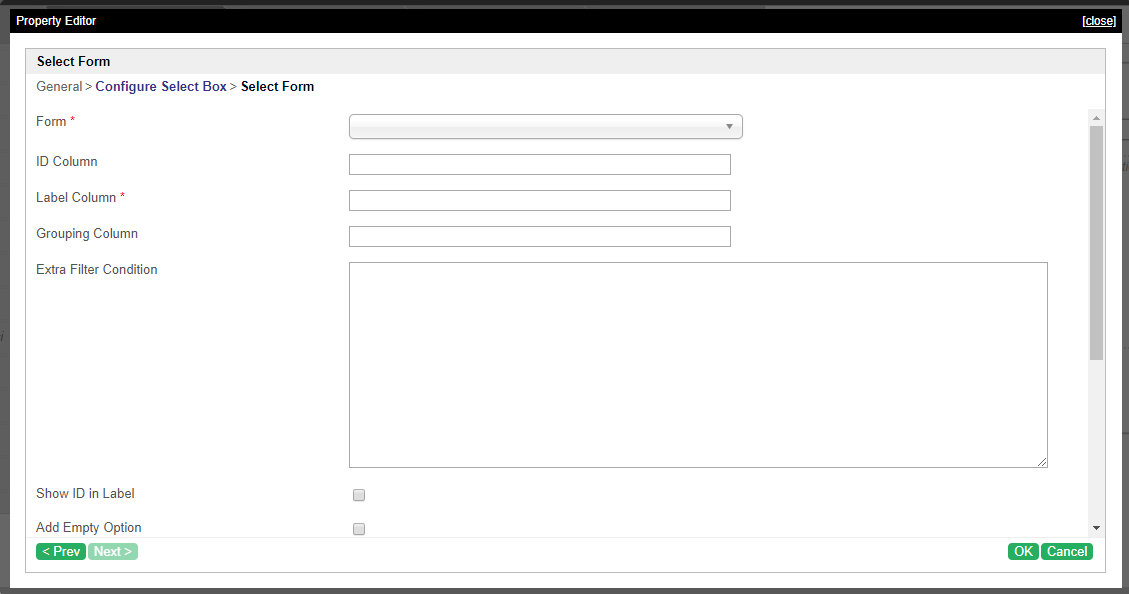 Property Editor [close]
Select Form
General > Configure Select Box > Select Form
Form *
ID Column
Label Column *
Grouping Column
Extra Filter Condition
Show ID in Label
Add Empty Option
< Prev Next > OK Cancel